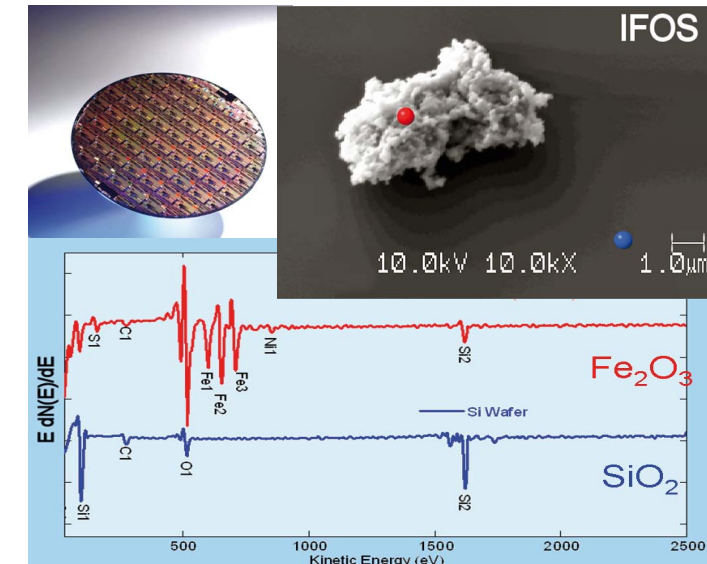 IFOS
10.0kV 10.0kX 1.0µm
S1
C1
Fe1
Fe2
Fe3
Ni1
Si2
Fe₂O₃
E dN(E)/dE
Si Wafer
Si1
C1
O1
Si2
SiO₂
500 1000 1500 2000 2500
Kinetic Energy (eV)